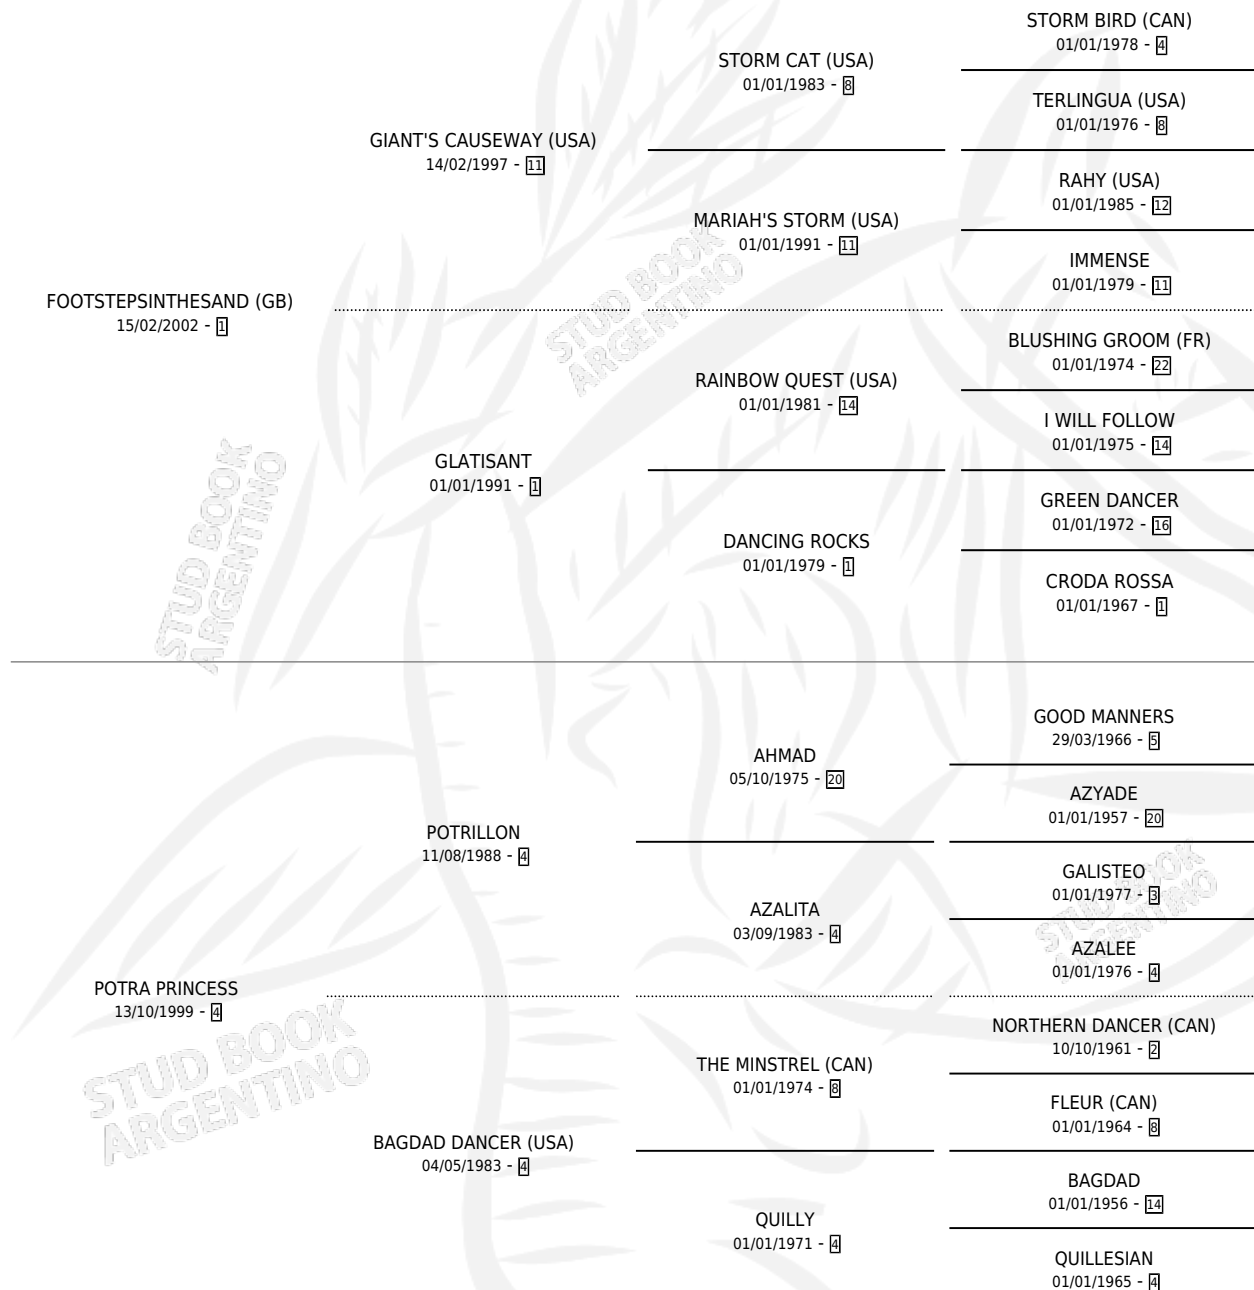 STORM BIRD (CAN)
01/01/1978 - 4
STORM CAT (USA)
01/01/1983 - 8
TERLINGUA (USA)
01/01/1976 - 8
GIANT'S CAUSEWAY (USA)
14/02/1997 - 11
RAHY (USA)
01/01/1985 - 12
MARIAH'S STORM (USA)
01/01/1991 - 11
IMMENSE
01/01/1979 - 11
FOOTSTEPSINTHESAND (GB)
15/02/2002 - 1
BLUSHING GROOM (FR)
01/01/1974 - 22
RAINBOW QUEST (USA)
01/01/1981 - 14
I WILL FOLLOW
01/01/1975 - 14
GLATISANT
01/01/1991 - 1
GREEN DANCER
01/01/1972 - 16
DANCING ROCKS
01/01/1979 - 1
CRODA ROSSA
01/01/1967 - 1
GOOD MANNERS
29/03/1966 - 5
AHMAD
05/10/1975 - 20
AZYADE
01/01/1957 - 20
POTRILLON
11/08/1988 - 4
GALISTEO
01/01/1977 - 3
AZALITA
03/09/1983 - 4
AZALEE
01/01/1976 - 4
POTRA PRINCESS
13/10/1999 - 4
NORTHERN DANCER (CAN)
10/10/1961 - 2
THE MINSTREL (CAN)
01/01/1974 - 8
FLEUR (CAN)
01/01/1964 - 8
BAGDAD DANCER (USA)
04/05/1983 - 4
BAGDAD
01/01/1956 - 14
QUILLY
01/01/1971 - 4
QUILLESIAN
01/01/1965 - 4
STUD BOOK
ARGENTINO
STUD BOOK
ARGENTINO
STUD BOOK
ARGENTINO
STUD BOOK
ARGENTINO